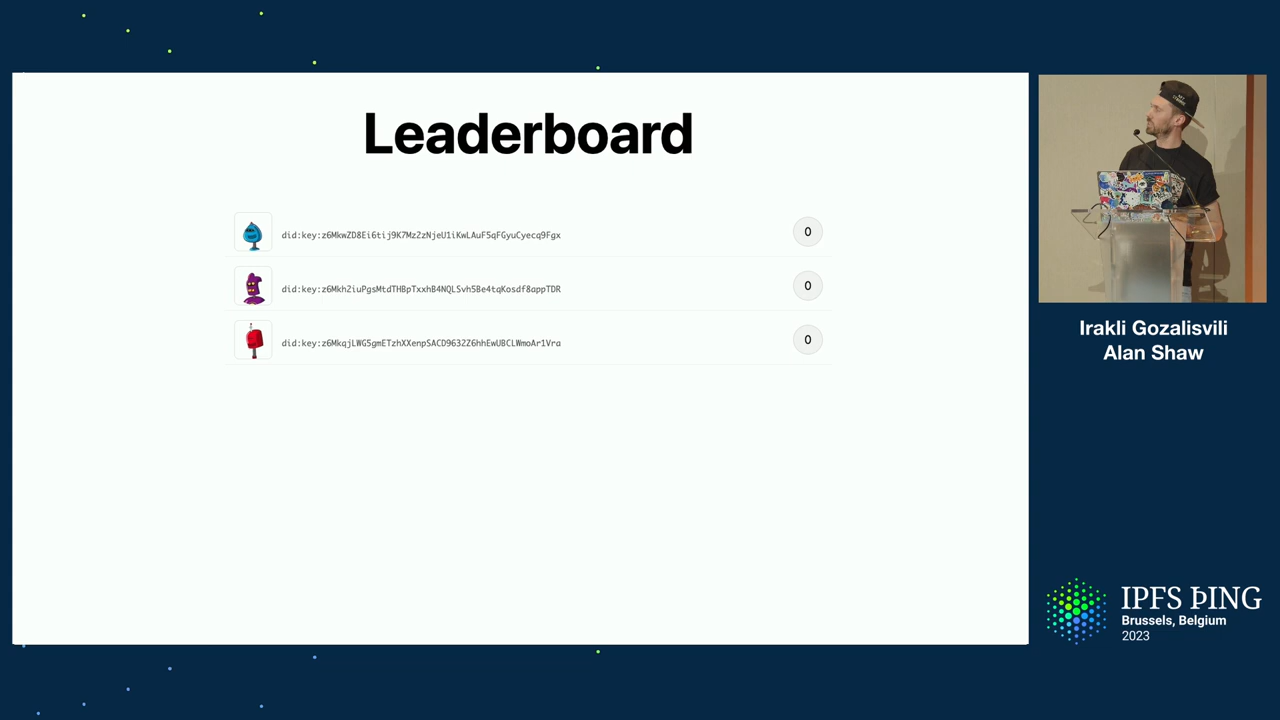 Leaderboard
did:key:z6MkwZD8Ei6tij9K7Mz2zNjeU1iKwLAuF5qFGyuCyecq9Fgx
0
did:key:z6Mkh2iuPgsMtdTHBpTxxhB4NQLSvh5Be4tqKosdf8appTDR
0
did:key:z6MkqjLWG5gmETzhXXenpSACD9632Z6hhEwUBCLWmoAr1Vra
0
Irakli Gozalisvili
Alan Shaw
IPFS ÞING
Brussels, Belgium
2023